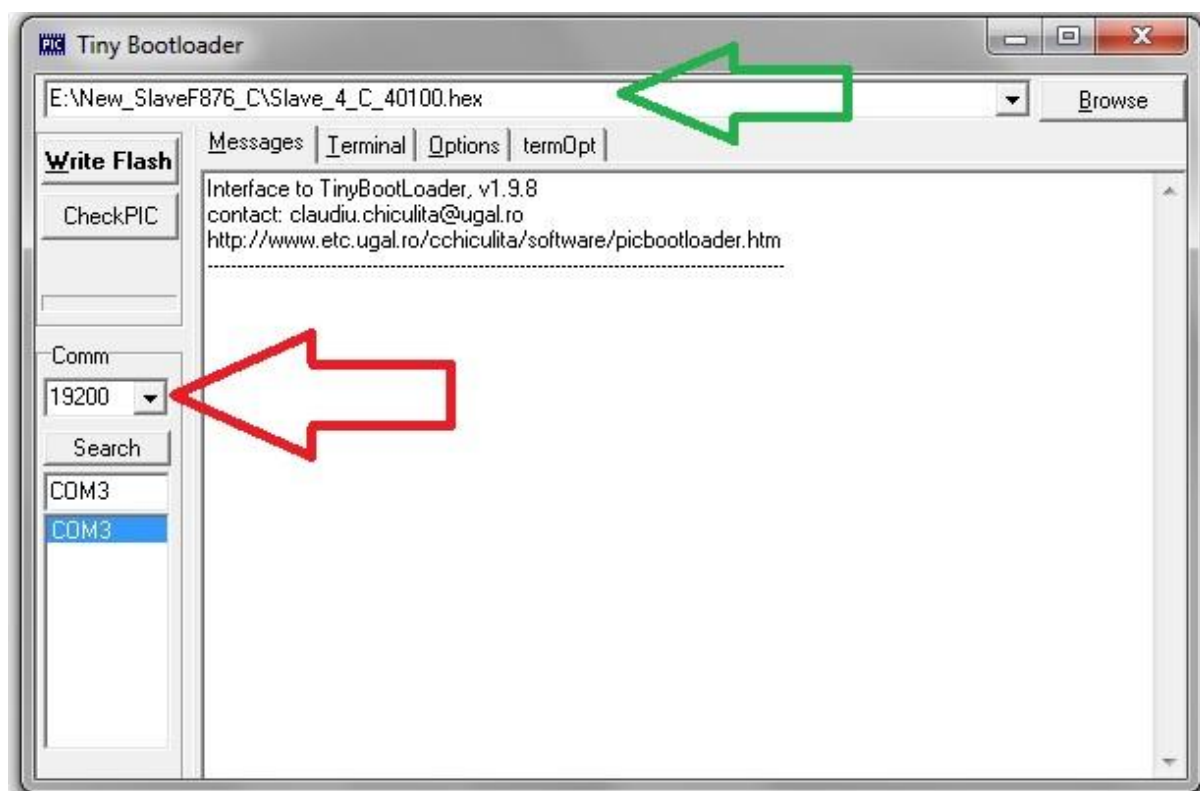 PIC Tiny Bootloader
E:\New_SlaveF876_C\Slave_4_C_40100.hex
Browse
Write Flash
CheckPIC
Messages Terminal Options termOpt
Interface to TinyBootLoader, v1.9.8
contact: claudiu.chiculita@ugal.ro
http://www.etc.ugal.ro/cchiculita/software/picbootloader.htm
--------------------------------------------------------------------------------
Comm
19200
Search
COM3
COM3